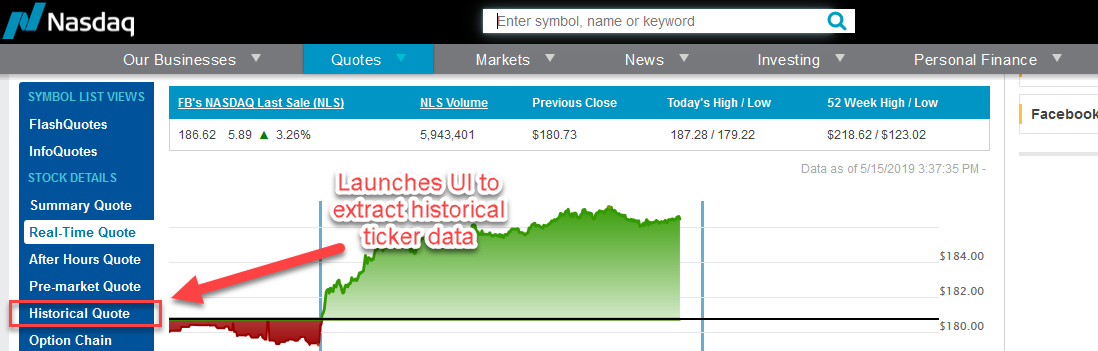 Nasdaq
Enter symbol, name or keyword
Our Businesses Quotes Markets News Investing Personal Finance
SYMBOL LIST VIEWS
FlashQuotes
InfoQuotes
STOCK DETAILS
Summary Quote
Real-Time Quote
After Hours Quote
Pre-market Quote
Historical Quote
Option Chain
FB's NASDAQ Last Sale (NLS) NLS Volume Previous Close Today's High / Low 52 Week High / Low
186.62 5.89 ▲ 3.26% 5,943,401 $180.73 187.28 / 179.22 $218.62 / $123.02
Data as of 5/15/2019 3:37:35 PM -
Launches UI to
extract historical
ticker data
$184.00
$182.00
$180.00
Facebook